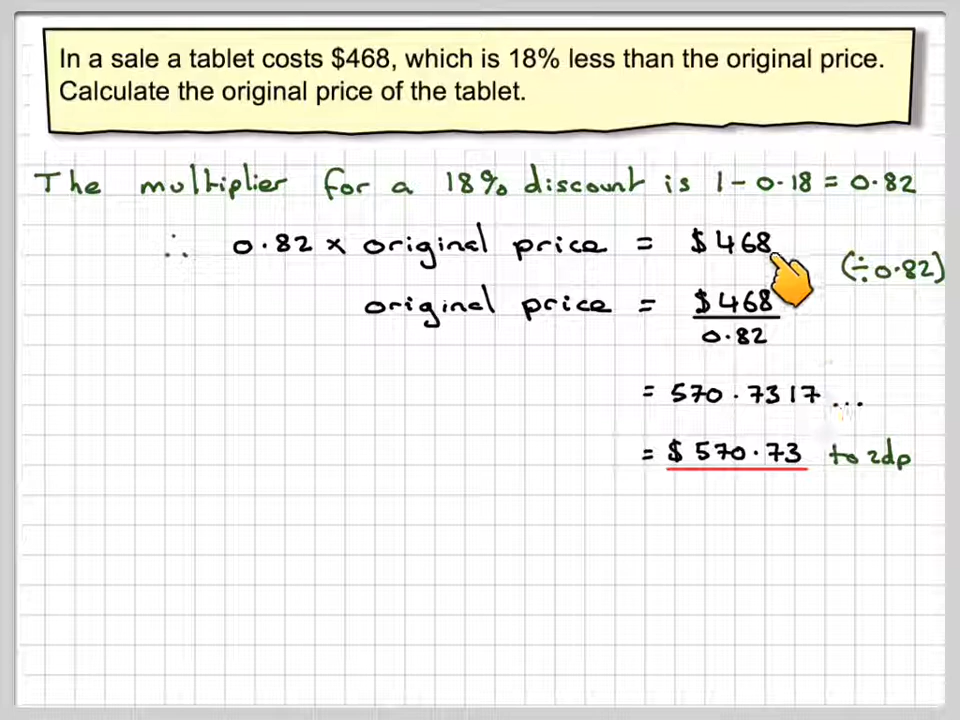 In a sale a tablet costs $468, which is 18% less than the original price.
Calculate the original price of the tablet.
The multiplier for a 18% discount is 1 - 0.18 = 0.82
∴ 0.82 × original price = $468
(÷0.82)
original price = $468
0.82
= 570.7317...
= $570.73 to 2dp